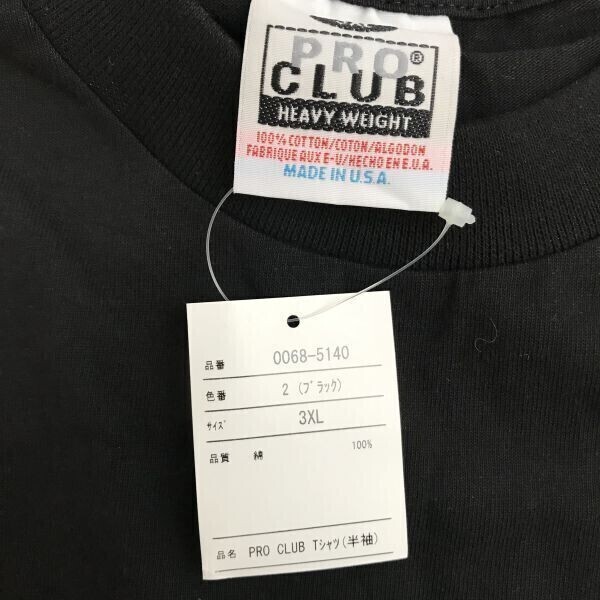 PRO®
CLUB
HEAVY WEIGHT
100% COTTON/COTON/ALGODON
FABRIQUE AUX E-U/HECHO EN E.U.A.
MADE IN U.S.A.
品番 0068-5140
色番 2 (ﾌﾞﾗｯｸ)
ｻｲｽﾞ 3XL
品質 綿 100%
品名 PRO CLUB Tｼｬﾂ(半袖)